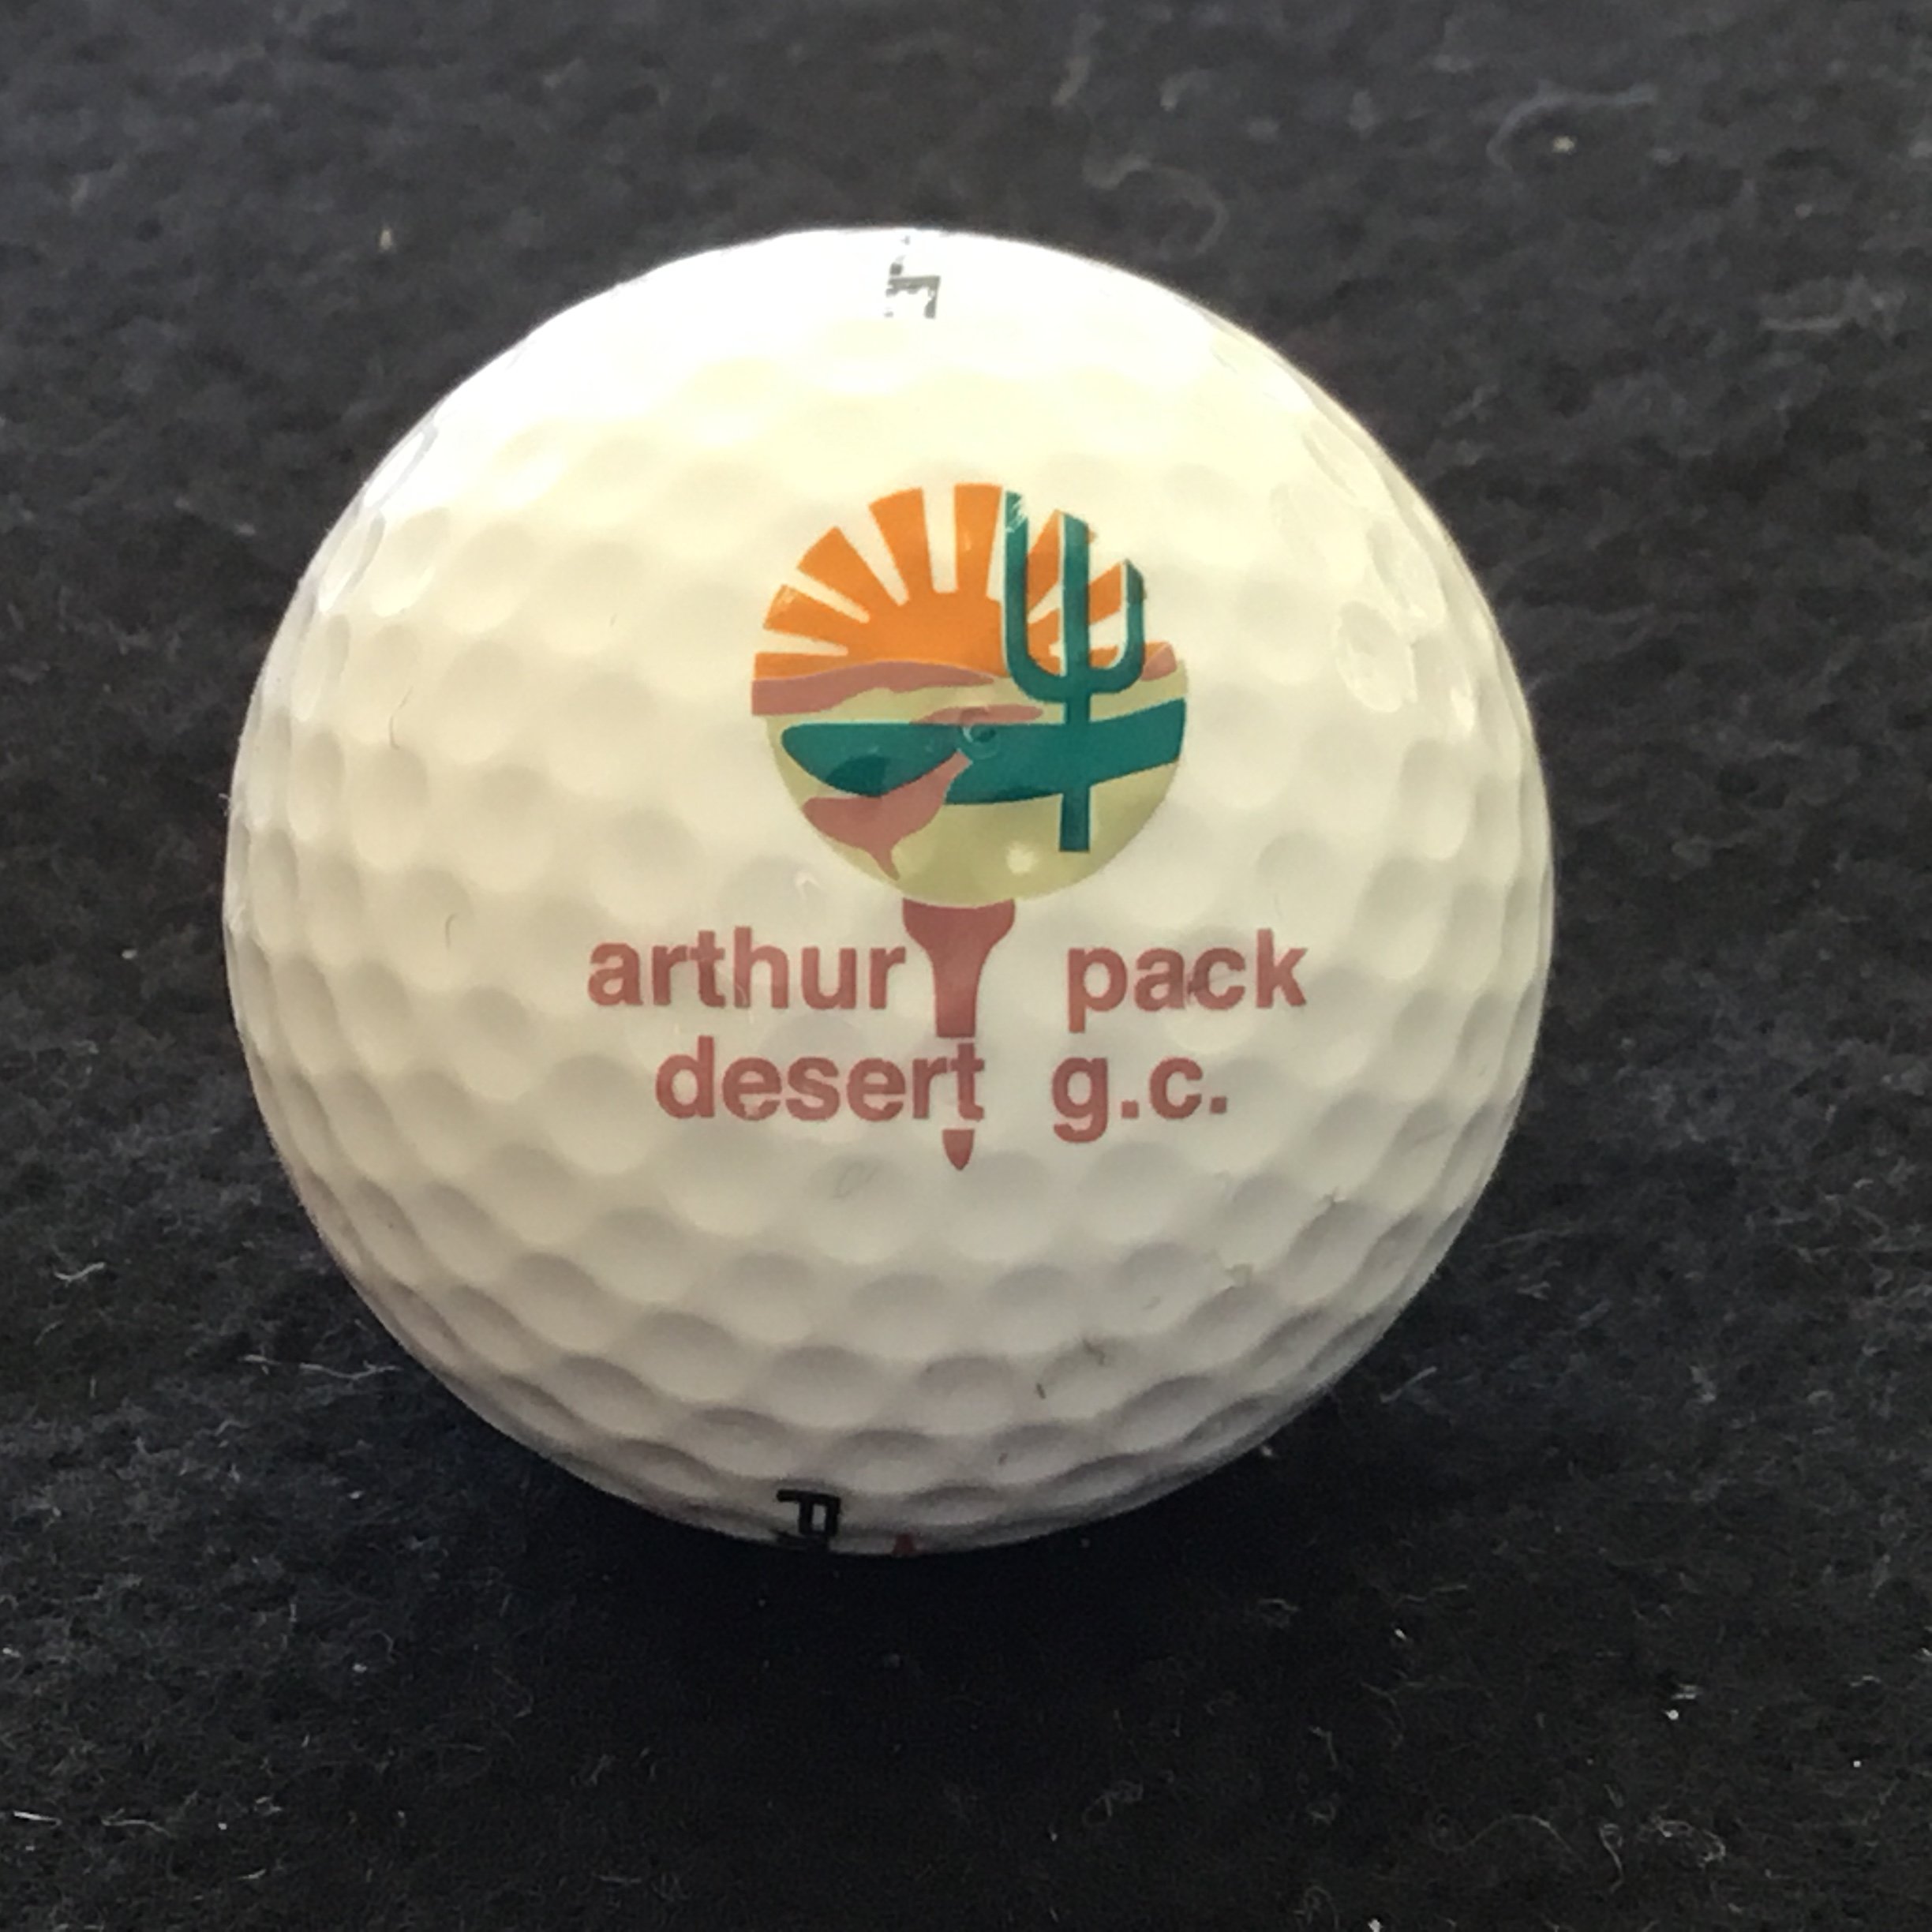 arthur pack
desert g.c.